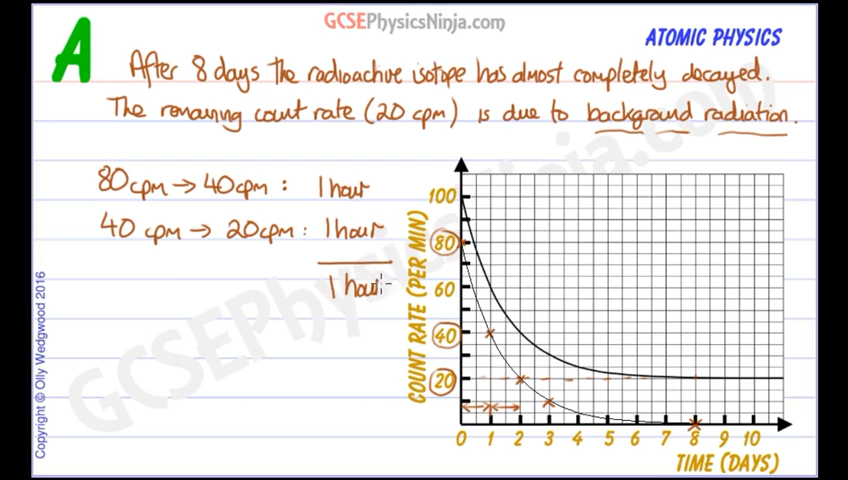 GCSEPhysicsNinja.com
A
ATOMIC PHYSICS
After 8 days the radioactive isotope has almost completely decayed.
The remaining count rate (20 cpm) is due to background radiation.
80cpm → 40cpm : 1 hour
40 cpm → 20cpm : 1 hour
1 hour
COUNT RATE (PER MIN)
100
80
60
40
20
0 1 2 3 4 5 6 7 8 9 10
TIME (DAYS)
Copyright © Olly Wedgwood 2016
GCSEPhysicsNinja.com